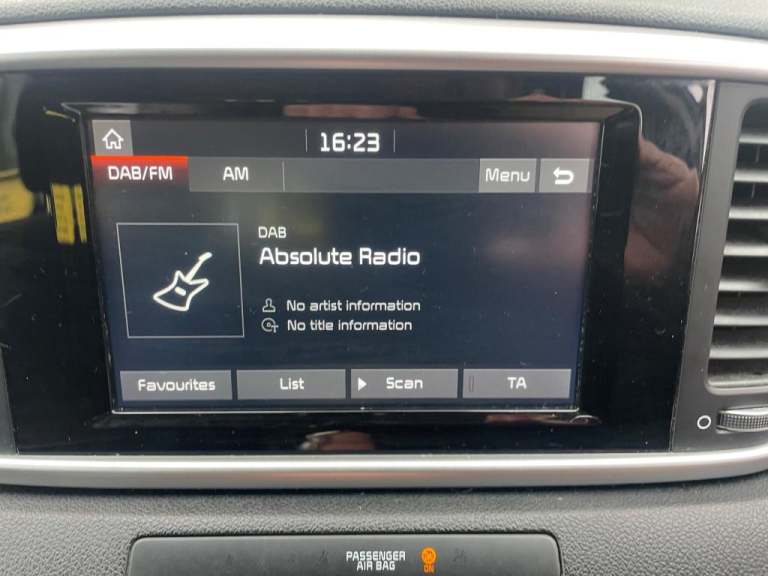 16:23
DAB/FM AM Menu
DAB
Absolute Radio
No artist information
No title information
Favourites List Scan TA
PASSENGER
AIR BAG
ON